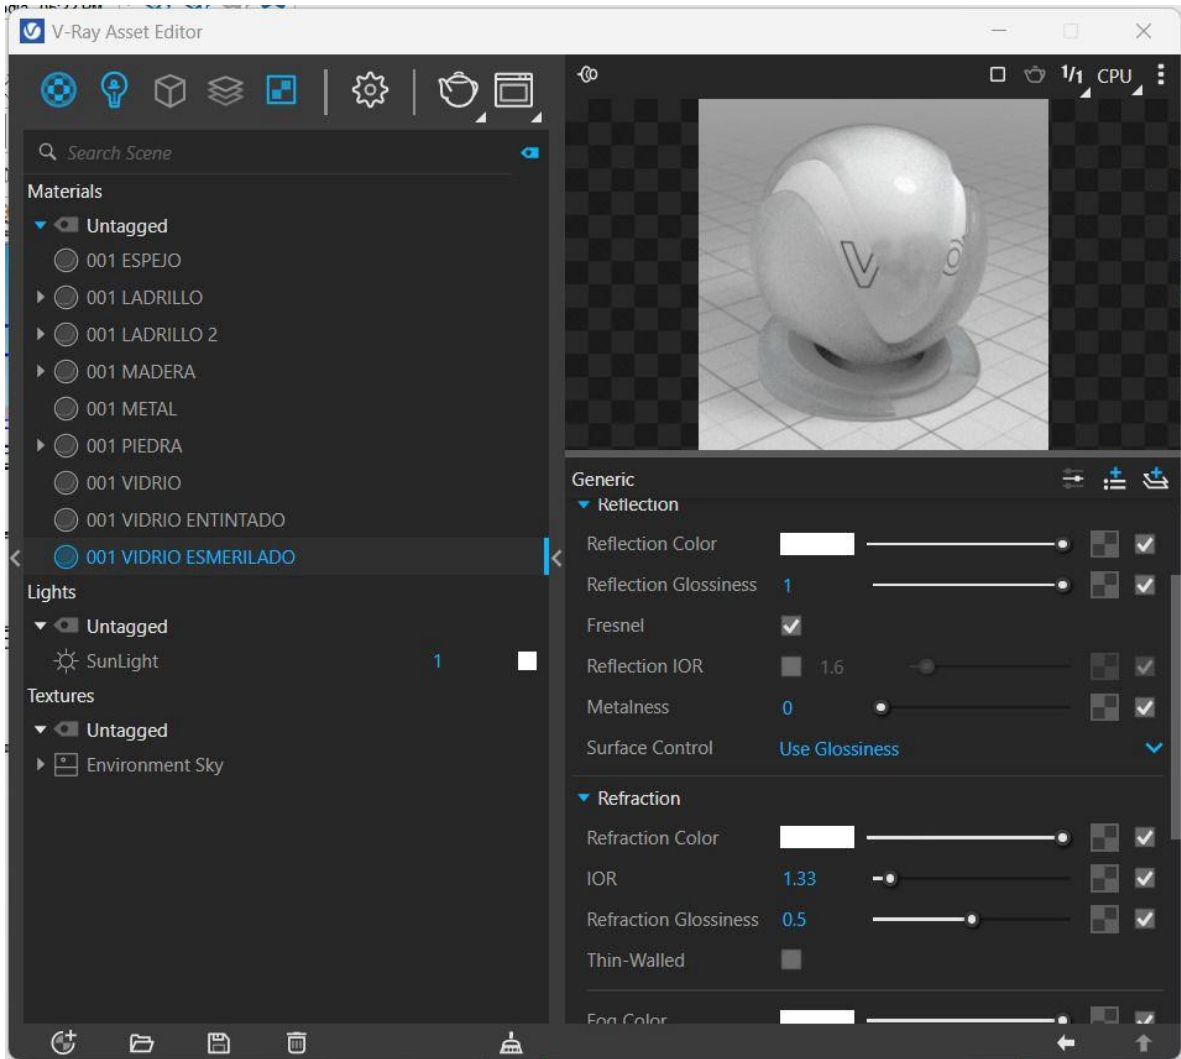 06:22 PM
V-Ray Asset Editor
1/1 CPU
Search Scene
Materials
Untagged
001 ESPEJO
001 LADRILLO
001 LADRILLO 2
001 MADERA
001 METAL
001 PIEDRA
001 VIDRIO
001 VIDRIO ENTINTADO
001 VIDRIO ESMERILADO
Lights
Untagged
SunLight 1
Textures
Untagged
Environment Sky
V
Generic
Reflection
Reflection Color
Reflection Glossiness 1
Fresnel
Reflection IOR 1.6
Metalness 0
Surface Control Use Glossiness
Refraction
Refraction Color
IOR 1.33
Refraction Glossiness 0.5
Thin-Walled
Fog Color